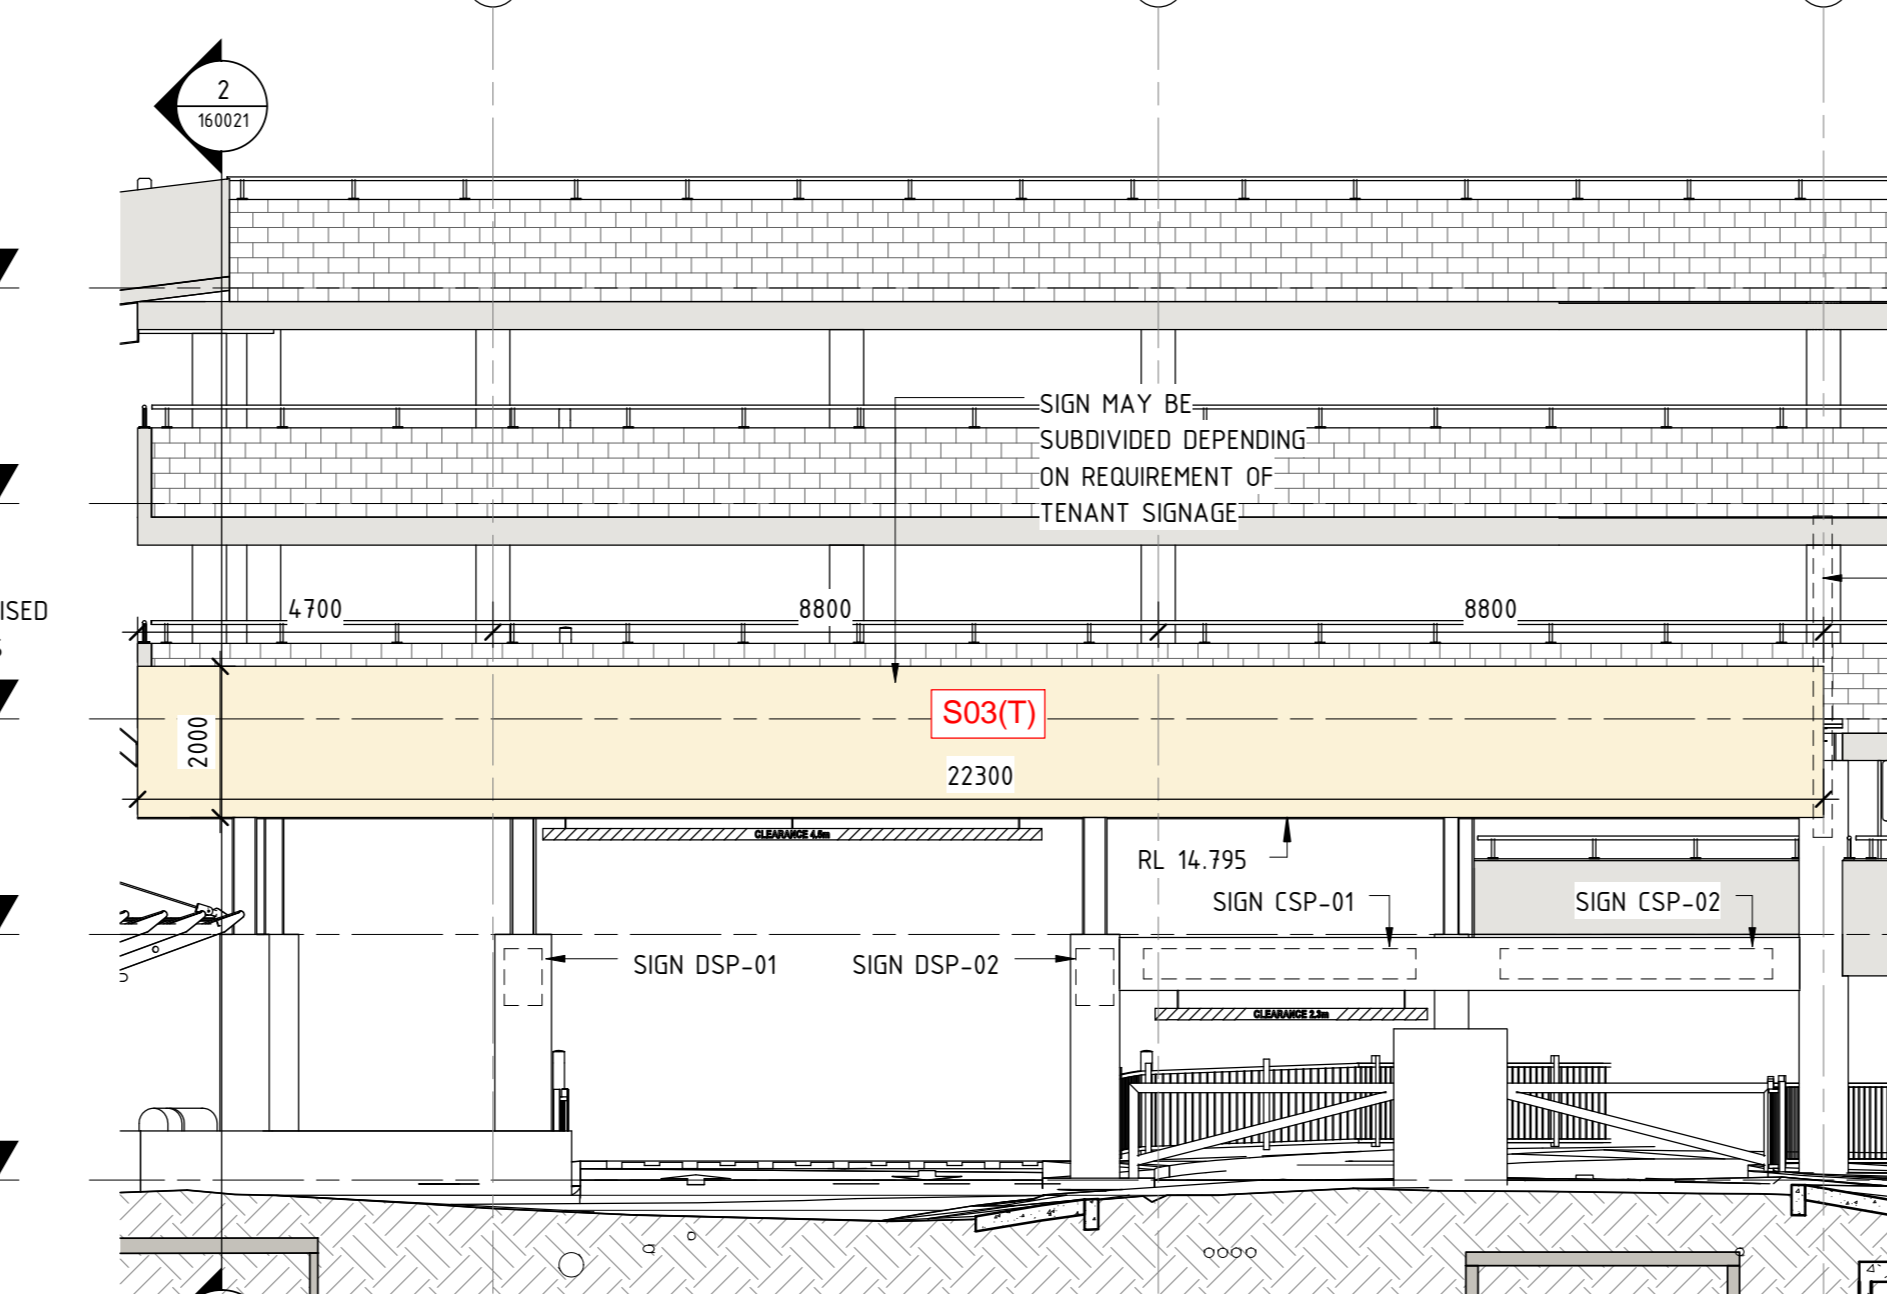 2
160021
SIGN MAY BE
SUBDIVIDED DEPENDING
ON REQUIREMENT OF
TENANT SIGNAGE
ISED
4700
8800
8800
S03(T)
2000
22300
CLEARANCE 4.8m
RL 14.795
SIGN CSP-01
SIGN CSP-02
SIGN DSP-01
SIGN DSP-02
CLEARANCE 2.3m